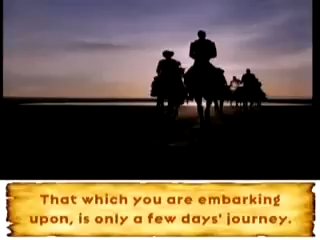 That which you are embarking
upon, is only a few days' journey.